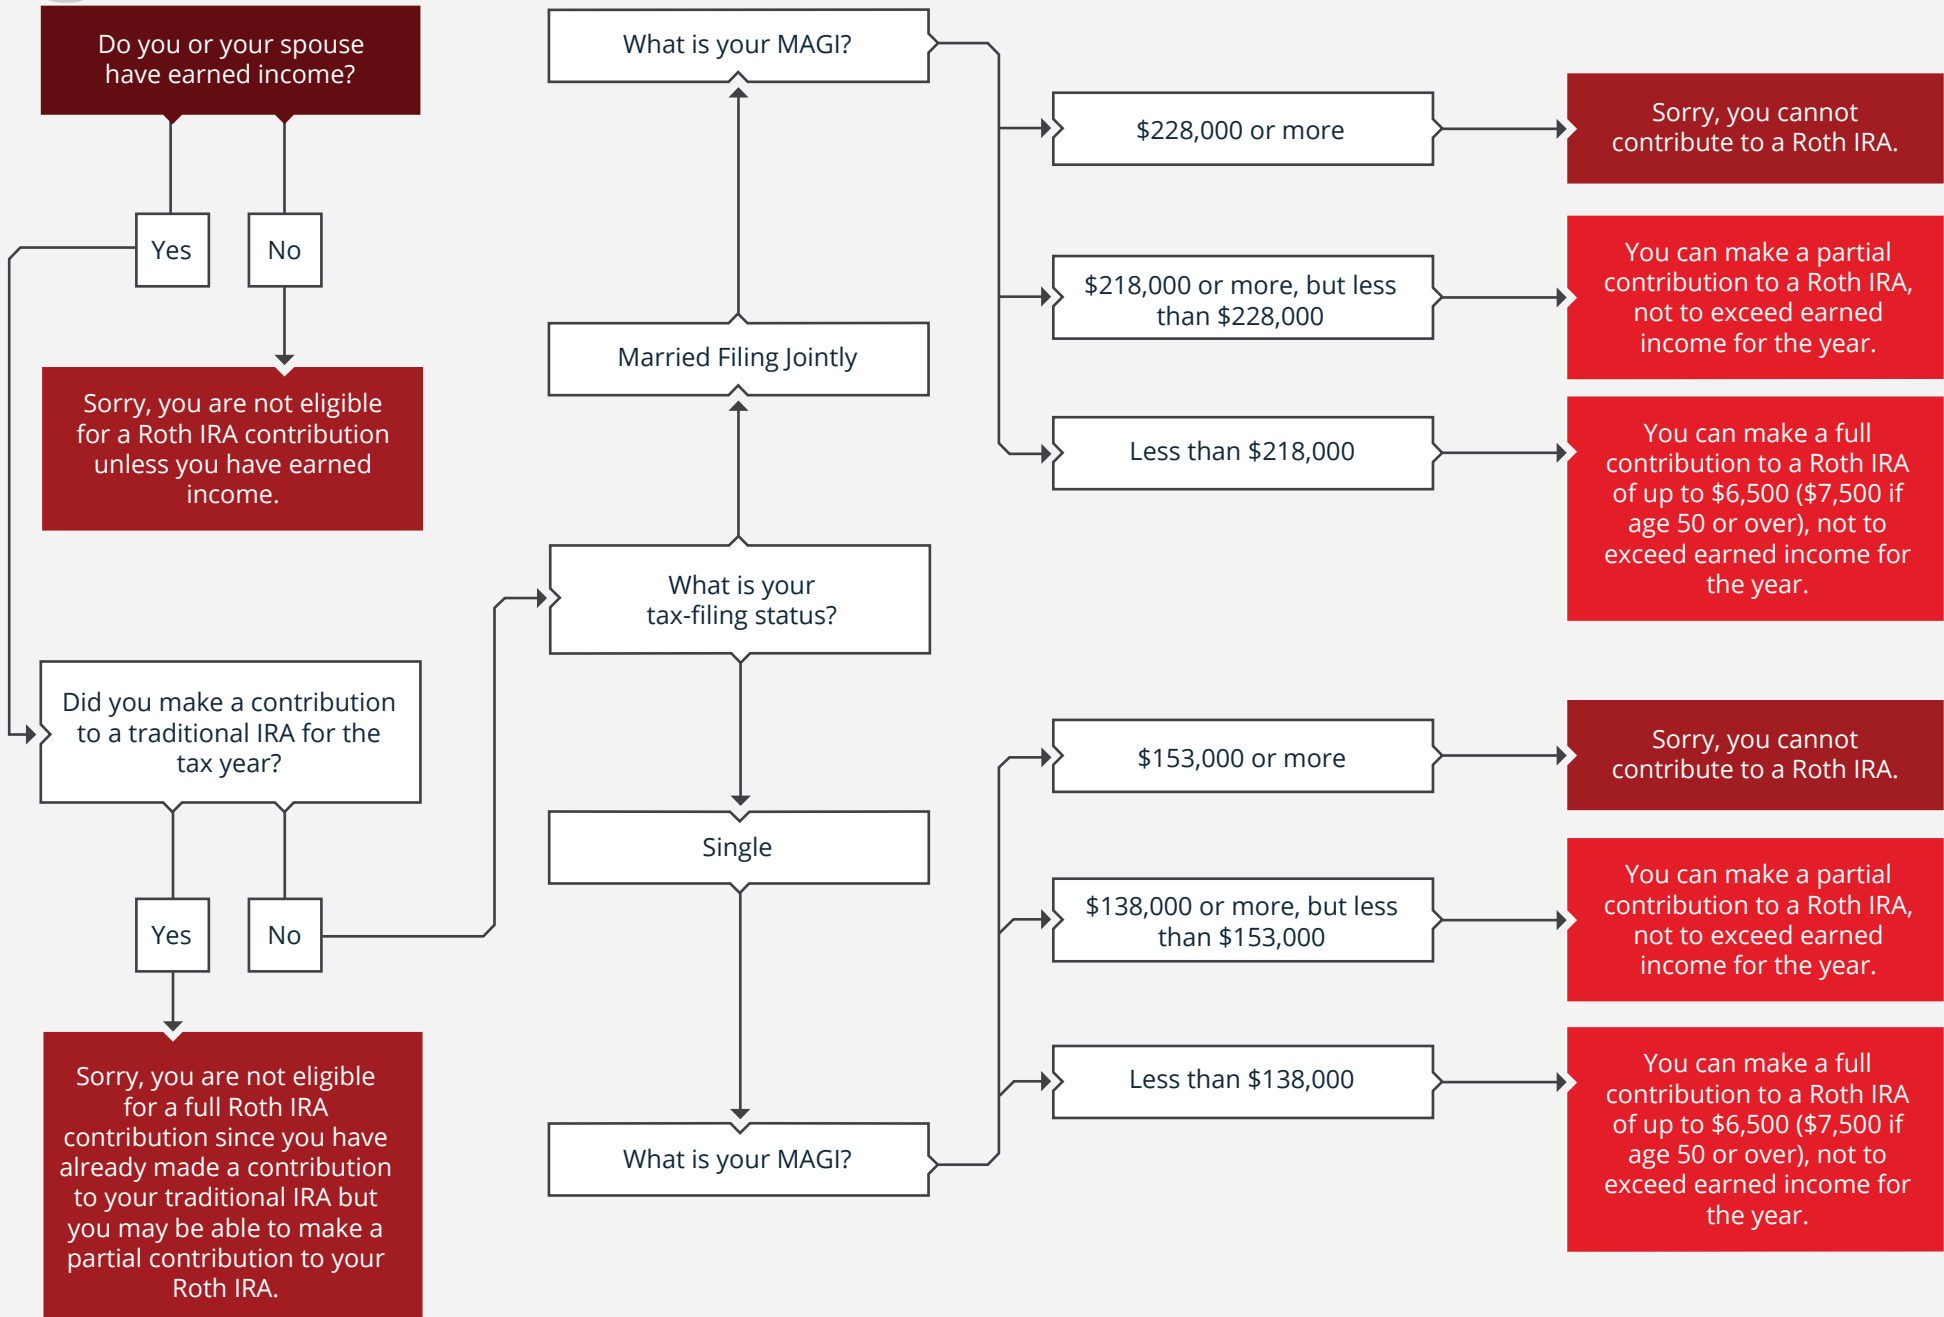 Do you or your spouse
have earned income?
Yes
No
Sorry, you are not eligible
for a Roth IRA contribution
unless you have earned
income.
Did you make a contribution
to a traditional IRA for the
tax year?
Yes
No
Sorry, you are not eligible
for a full Roth IRA
contribution since you have
already made a contribution
to your traditional IRA but
you may be able to make a
partial contribution to your
Roth IRA.
What is your
tax-filing status?
Married Filing Jointly
What is your MAGI?
$228,000 or more
Sorry, you cannot
contribute to a Roth IRA.
$218,000 or more, but less
than $228,000
You can make a partial
contribution to a Roth IRA,
not to exceed earned
income for the year.
Less than $218,000
You can make a full
contribution to a Roth IRA
of up to $6,500 ($7,500 if
age 50 or over), not to
exceed earned income for
the year.
Single
What is your MAGI?
$153,000 or more
Sorry, you cannot
contribute to a Roth IRA.
$138,000 or more, but less
than $153,000
You can make a partial
contribution to a Roth IRA,
not to exceed earned
income for the year.
Less than $138,000
You can make a full
contribution to a Roth IRA
of up to $6,500 ($7,500 if
age 50 or over), not to
exceed earned income for
the year.